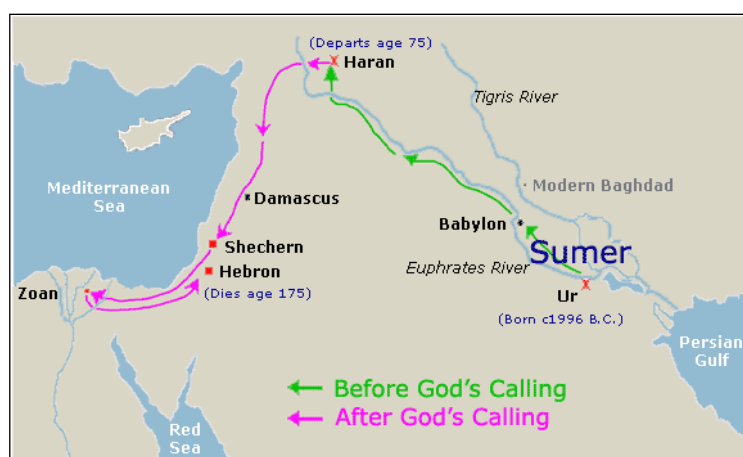 (Departs age 75)
Haran
Tigris River
Modern Baghdad
Mediterranean
Sea
Damascus
Babylon
Sumer
Shechern
Hebron
Euphrates River
Zoan
(Dies age 175)
Ur
(Born c1996 B.C.)
Persian
Gulf
Before God's Calling
After God's Calling
Red
Sea